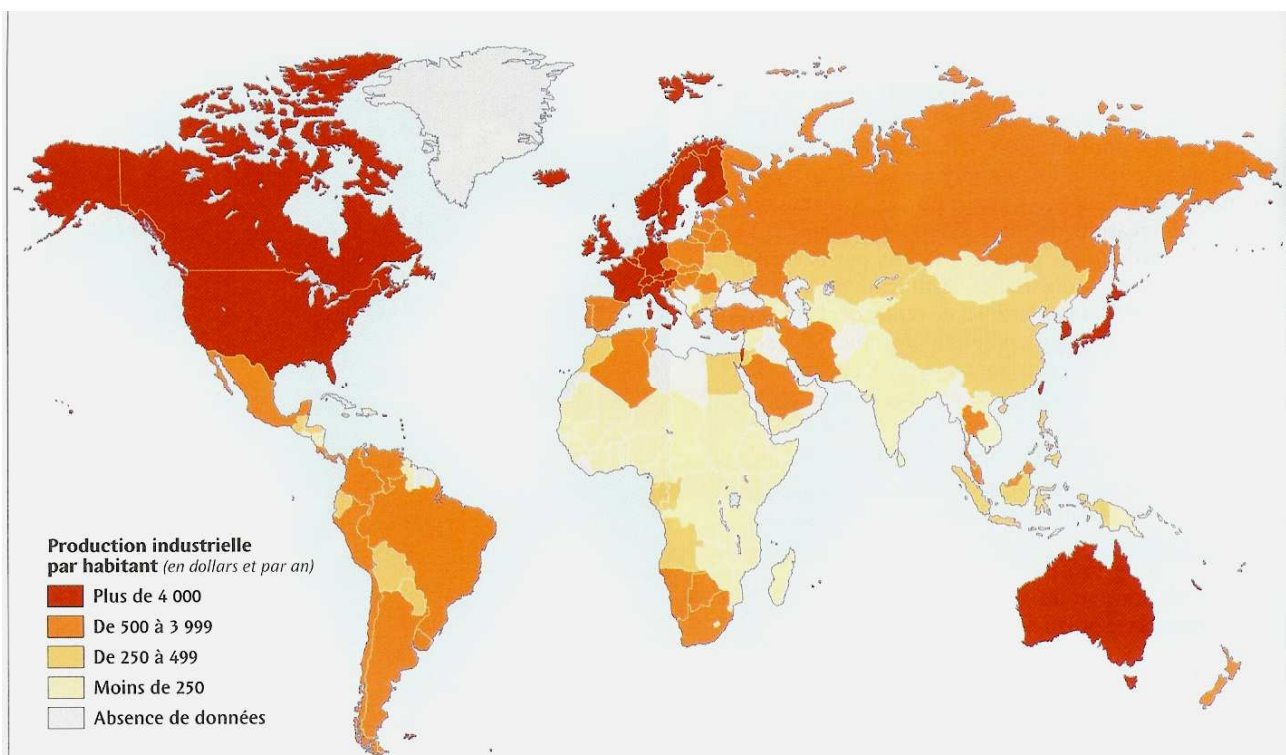 Production industrielle
par habitant (en dollars et par an)
Plus de 4 000
De 500 à 3 999
De 250 à 499
Moins de 250
Absence de données